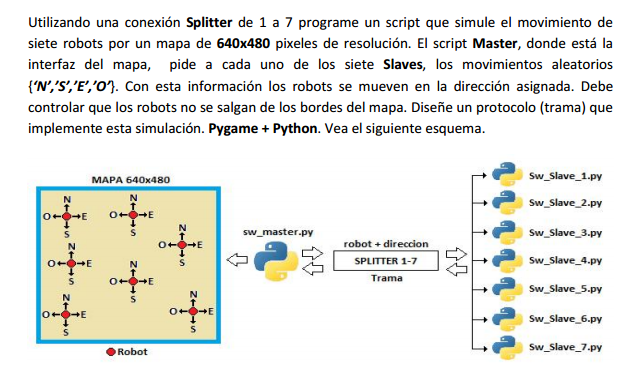 Utilizando una conexión Splitter de 1 a 7 programe un script que simule el movimiento de
siete robots por un mapa de 640x480 pixeles de resolución. El script Master, donde está la
interfaz del mapa, pide a cada uno de los siete Slaves, los movimientos aleatorios
{‘N’,’S’,’E’,’O’}. Con esta información los robots se mueven en la dirección asignada. Debe
controlar que los robots no se salgan de los bordes del mapa. Diseñe un protocolo (trama) que
implemente esta simulación. Pygame + Python. Vea el siguiente esquema.
MAPA 640x480
N
O E
S
N
O E
S
N
O E
S
N
O E
S
N
O E
S
N
O E
S
N
O E
S
Robot
sw_master.py
robot + direccion
SPLITTER 1-7
Trama
Sw_Slave_1.py
Sw_Slave_2.py
Sw_Slave_3.py
Sw_Slave_4.py
Sw_Slave_5.py
Sw_Slave_6.py
Sw_Slave_7.py